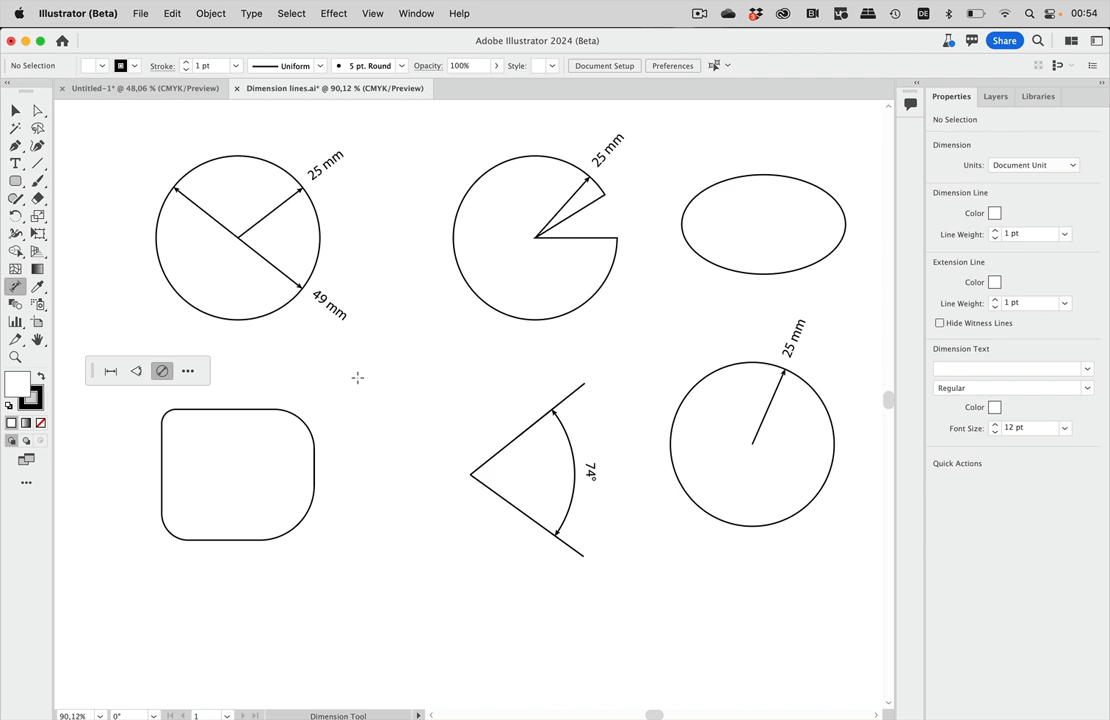 Illustrator (Beta) File Edit Object Type Select Effect View Window Help DE 00:54
Adobe Illustrator 2024 (Beta) Share
No Selection Stroke: 1 pt Uniform 5 pt. Round Opacity: 100% Style: Document Setup Preferences
Untitled-1* @ 48,06 % (CMYK/Preview) Dimension lines.ai* @ 90,12 % (CMYK/Preview)
Properties Layers Libraries
No Selection
Dimension
Units: Document Unit
Dimension Line
Color
Line Weight: 1 pt
Extension Line
Color
Line Weight: 1 pt
Hide Witness Lines
Dimension Text
Regular
Color
Font Size: 12 pt
Quick Actions
25 mm
49 mm
25 mm
25 mm
74°
90,12% 0° 1 Dimension Tool